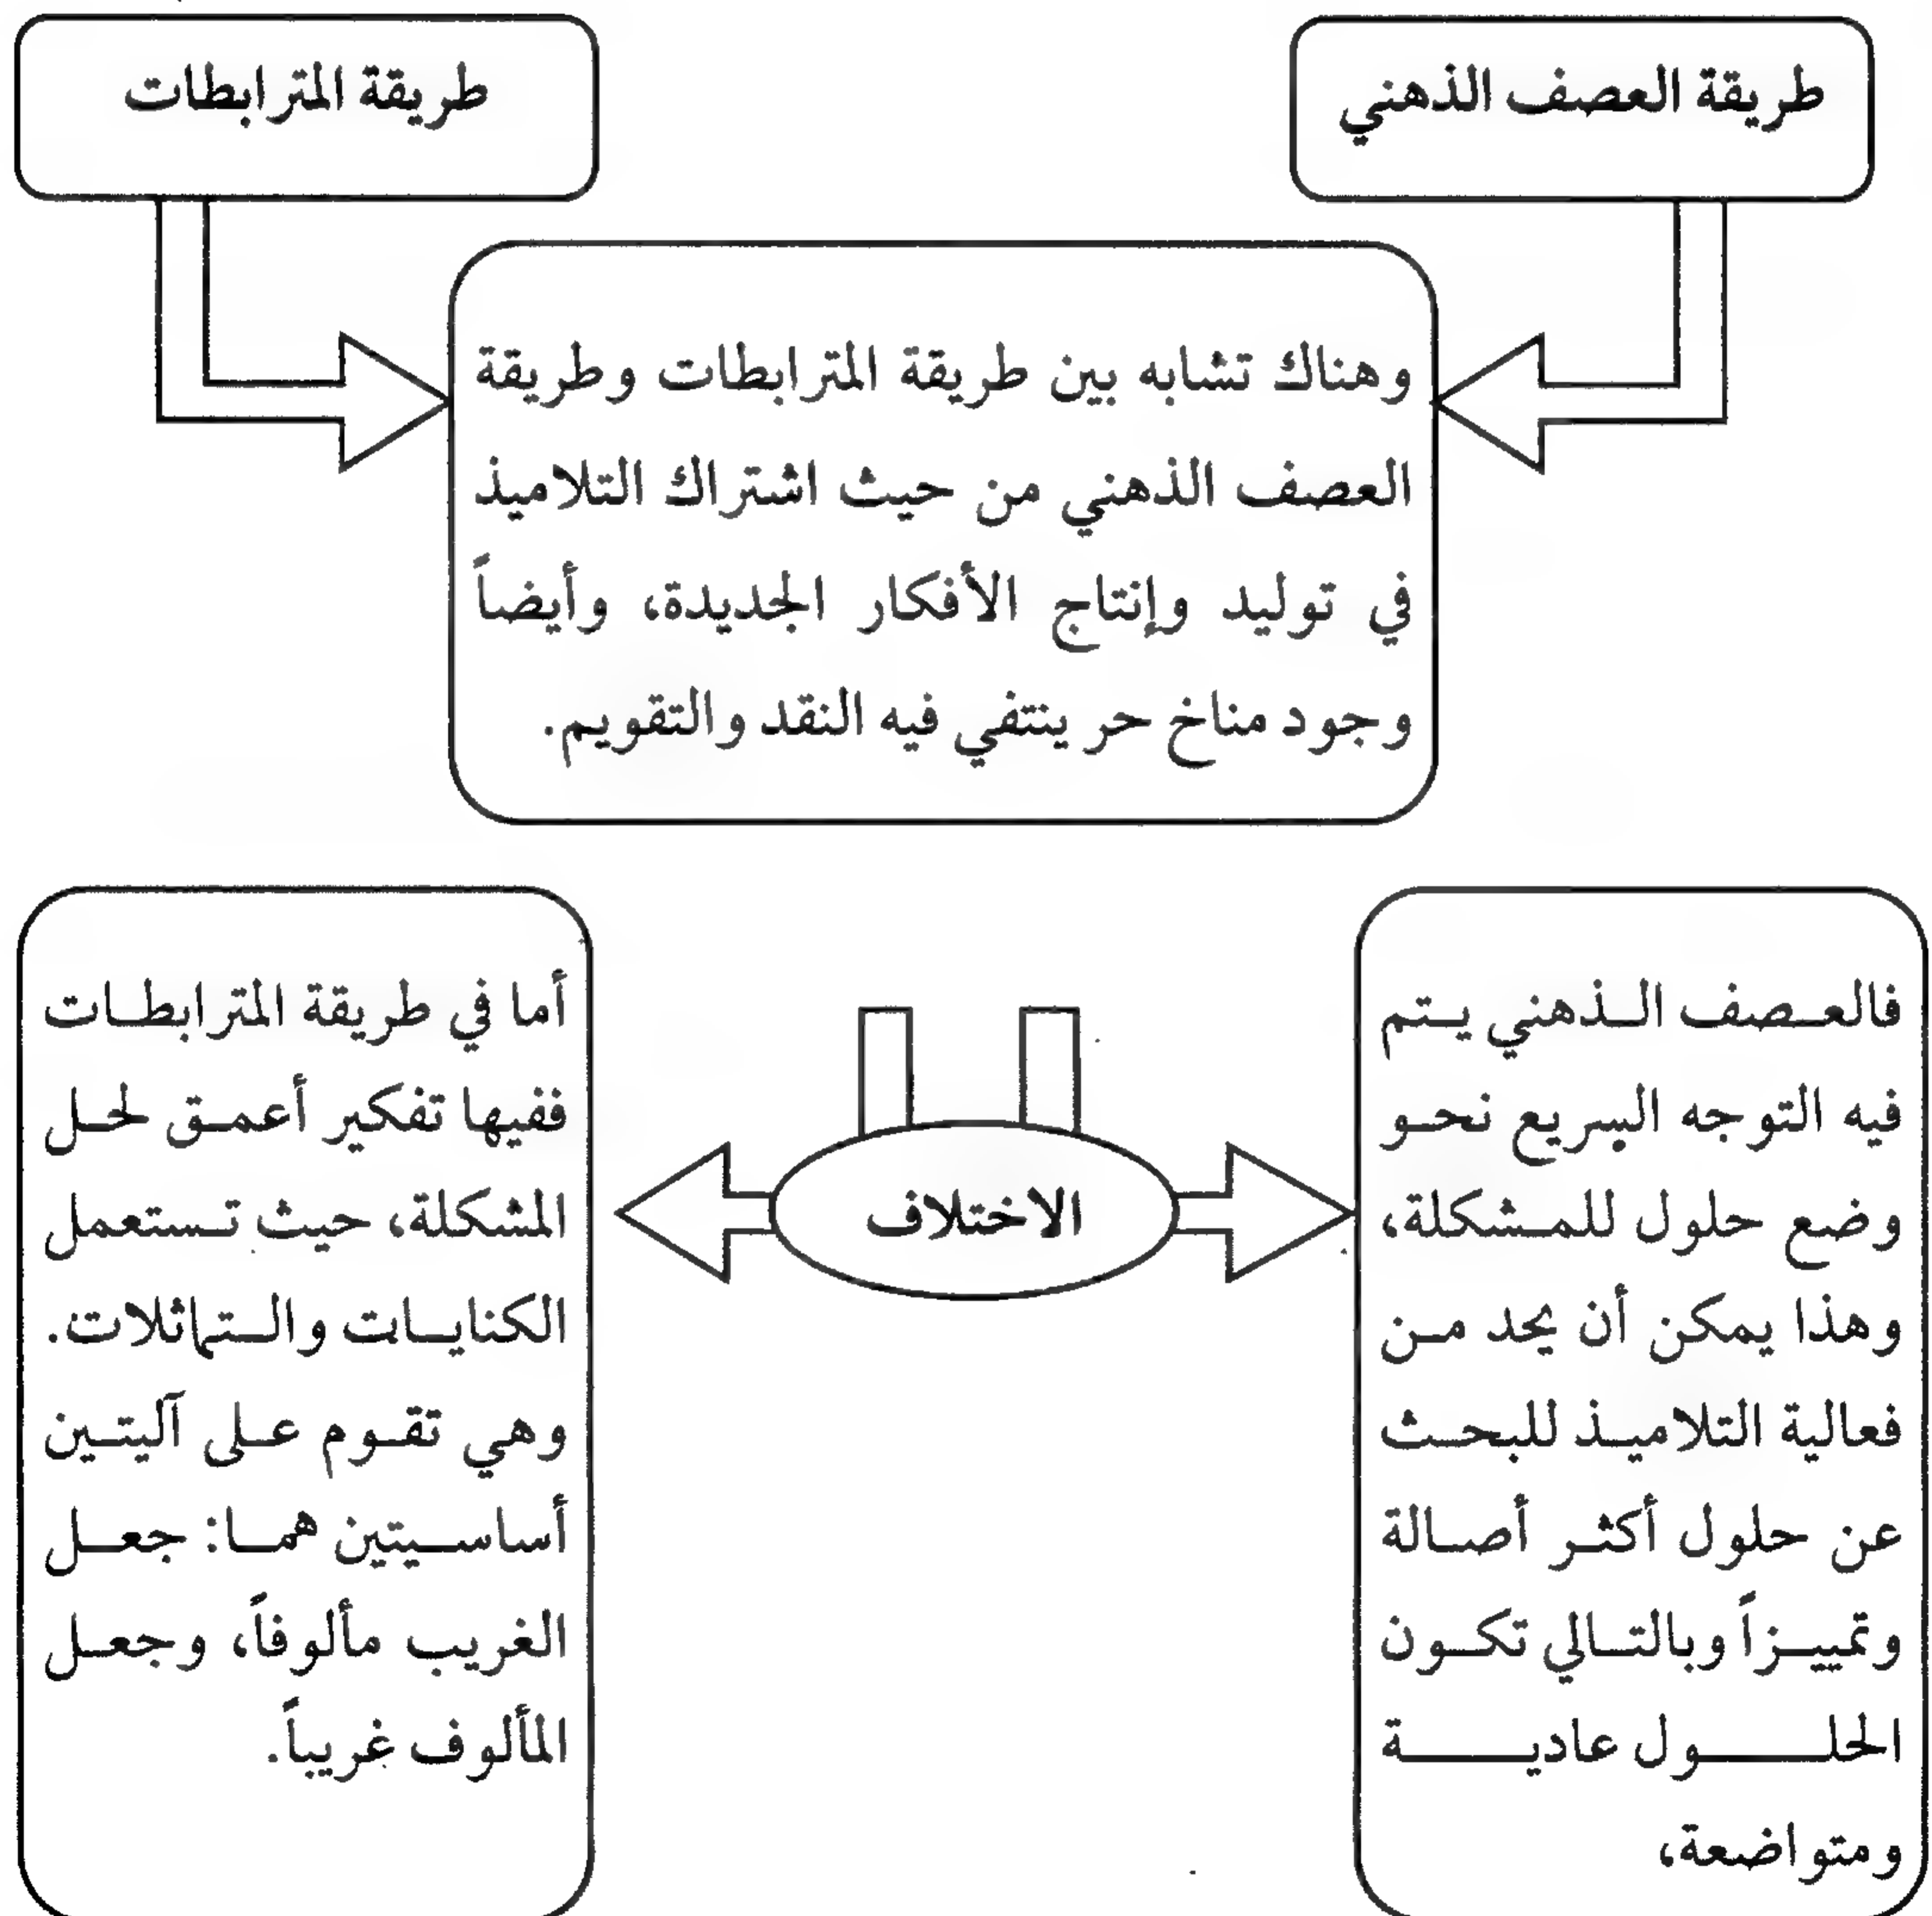 طريقة العصف الذهني
طريقة المترابطات
وهناك تشابه بين طريقة المترابطات وطريقة
العصف الذهني من حيث اشتراك التلاميذ
في توليد وإنتاج الأفكار الجديدة، وأيضاً
وجود مناخ حر ينتفي فيه النقد والتقويم.
الاختلاف
فالعصف الذهني يتم
فيه التوجه السريع نحو
وضع حلول للمشكلة،
وهذا يمكن أن يحد من
فعالية التلاميذ للبحث
عن حلول أكثر أصالة
وتمييزاً وبالتالي تكون
الحلول عادية
ومتواضعة،
أما في طريقة المترابطات
ففيها تفكير أعمق لحل
المشكلة، حيث تستعمل
الكنايات والتماثلات.
وهي تقوم على آليتين
أساسيتين هما: جعل
الغريب مألوفاً، وجعل
المألوف غريباً.